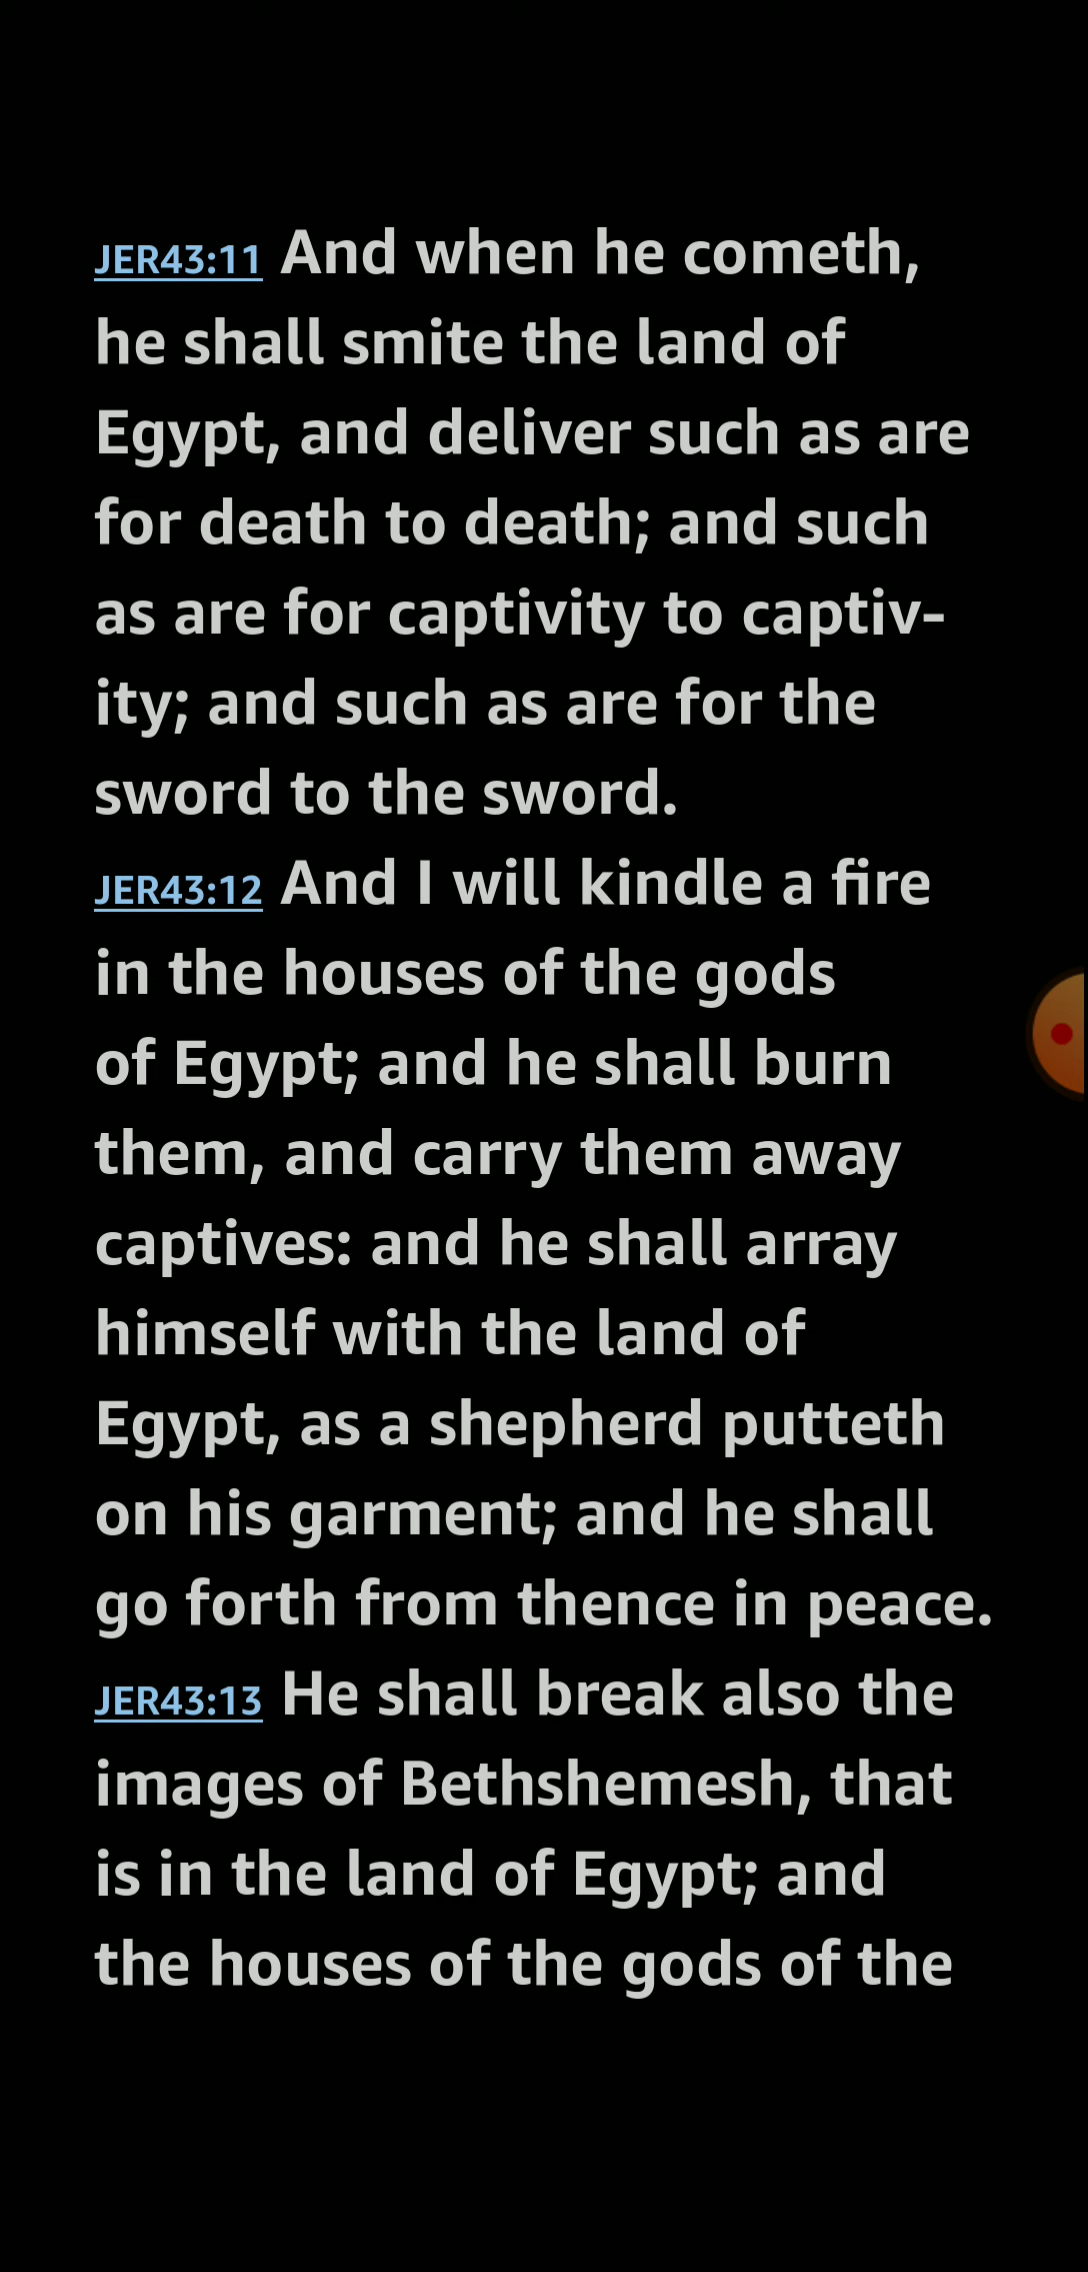 JER43:11 And when he cometh,
he shall smite the land of
Egypt, and deliver such as are
for death to death; and such
as are for captivity to captiv-
ity; and such as are for the
sword to the sword.
JER43:12 And I will kindle a fire
in the houses of the gods
of Egypt; and he shall burn
them, and carry them away
captives: and he shall array
himself with the land of
Egypt, as a shepherd putteth
on his garment; and he shall
go forth from thence in peace.
JER43:13 He shall break also the
images of Bethshemesh, that
is in the land of Egypt; and
the houses of the gods of the